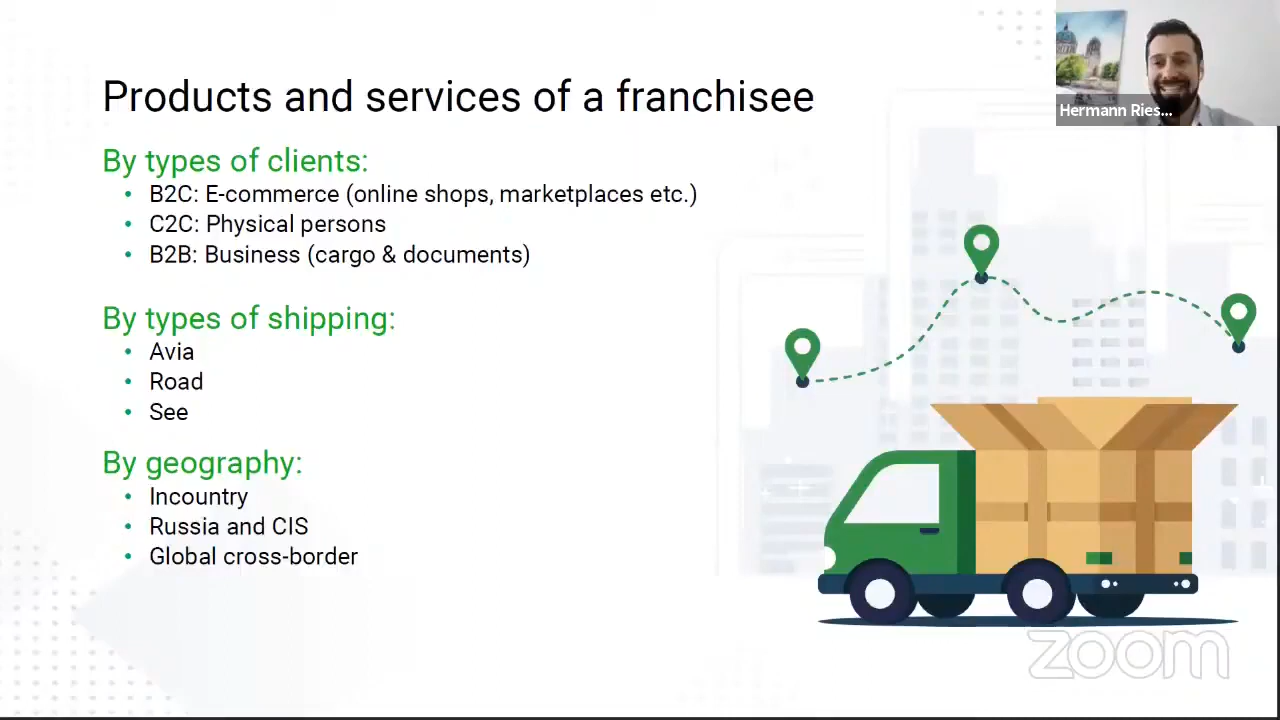 Products and services of a franchisee
Hermann Ries...
By types of clients:
• B2C: E-commerce (online shops, marketplaces etc.)
• C2C: Physical persons
• B2B: Business (cargo & documents)
By types of shipping:
• Avia
• Road
• See
By geography:
• Incountry
• Russia and CIS
• Global cross-border
zoom